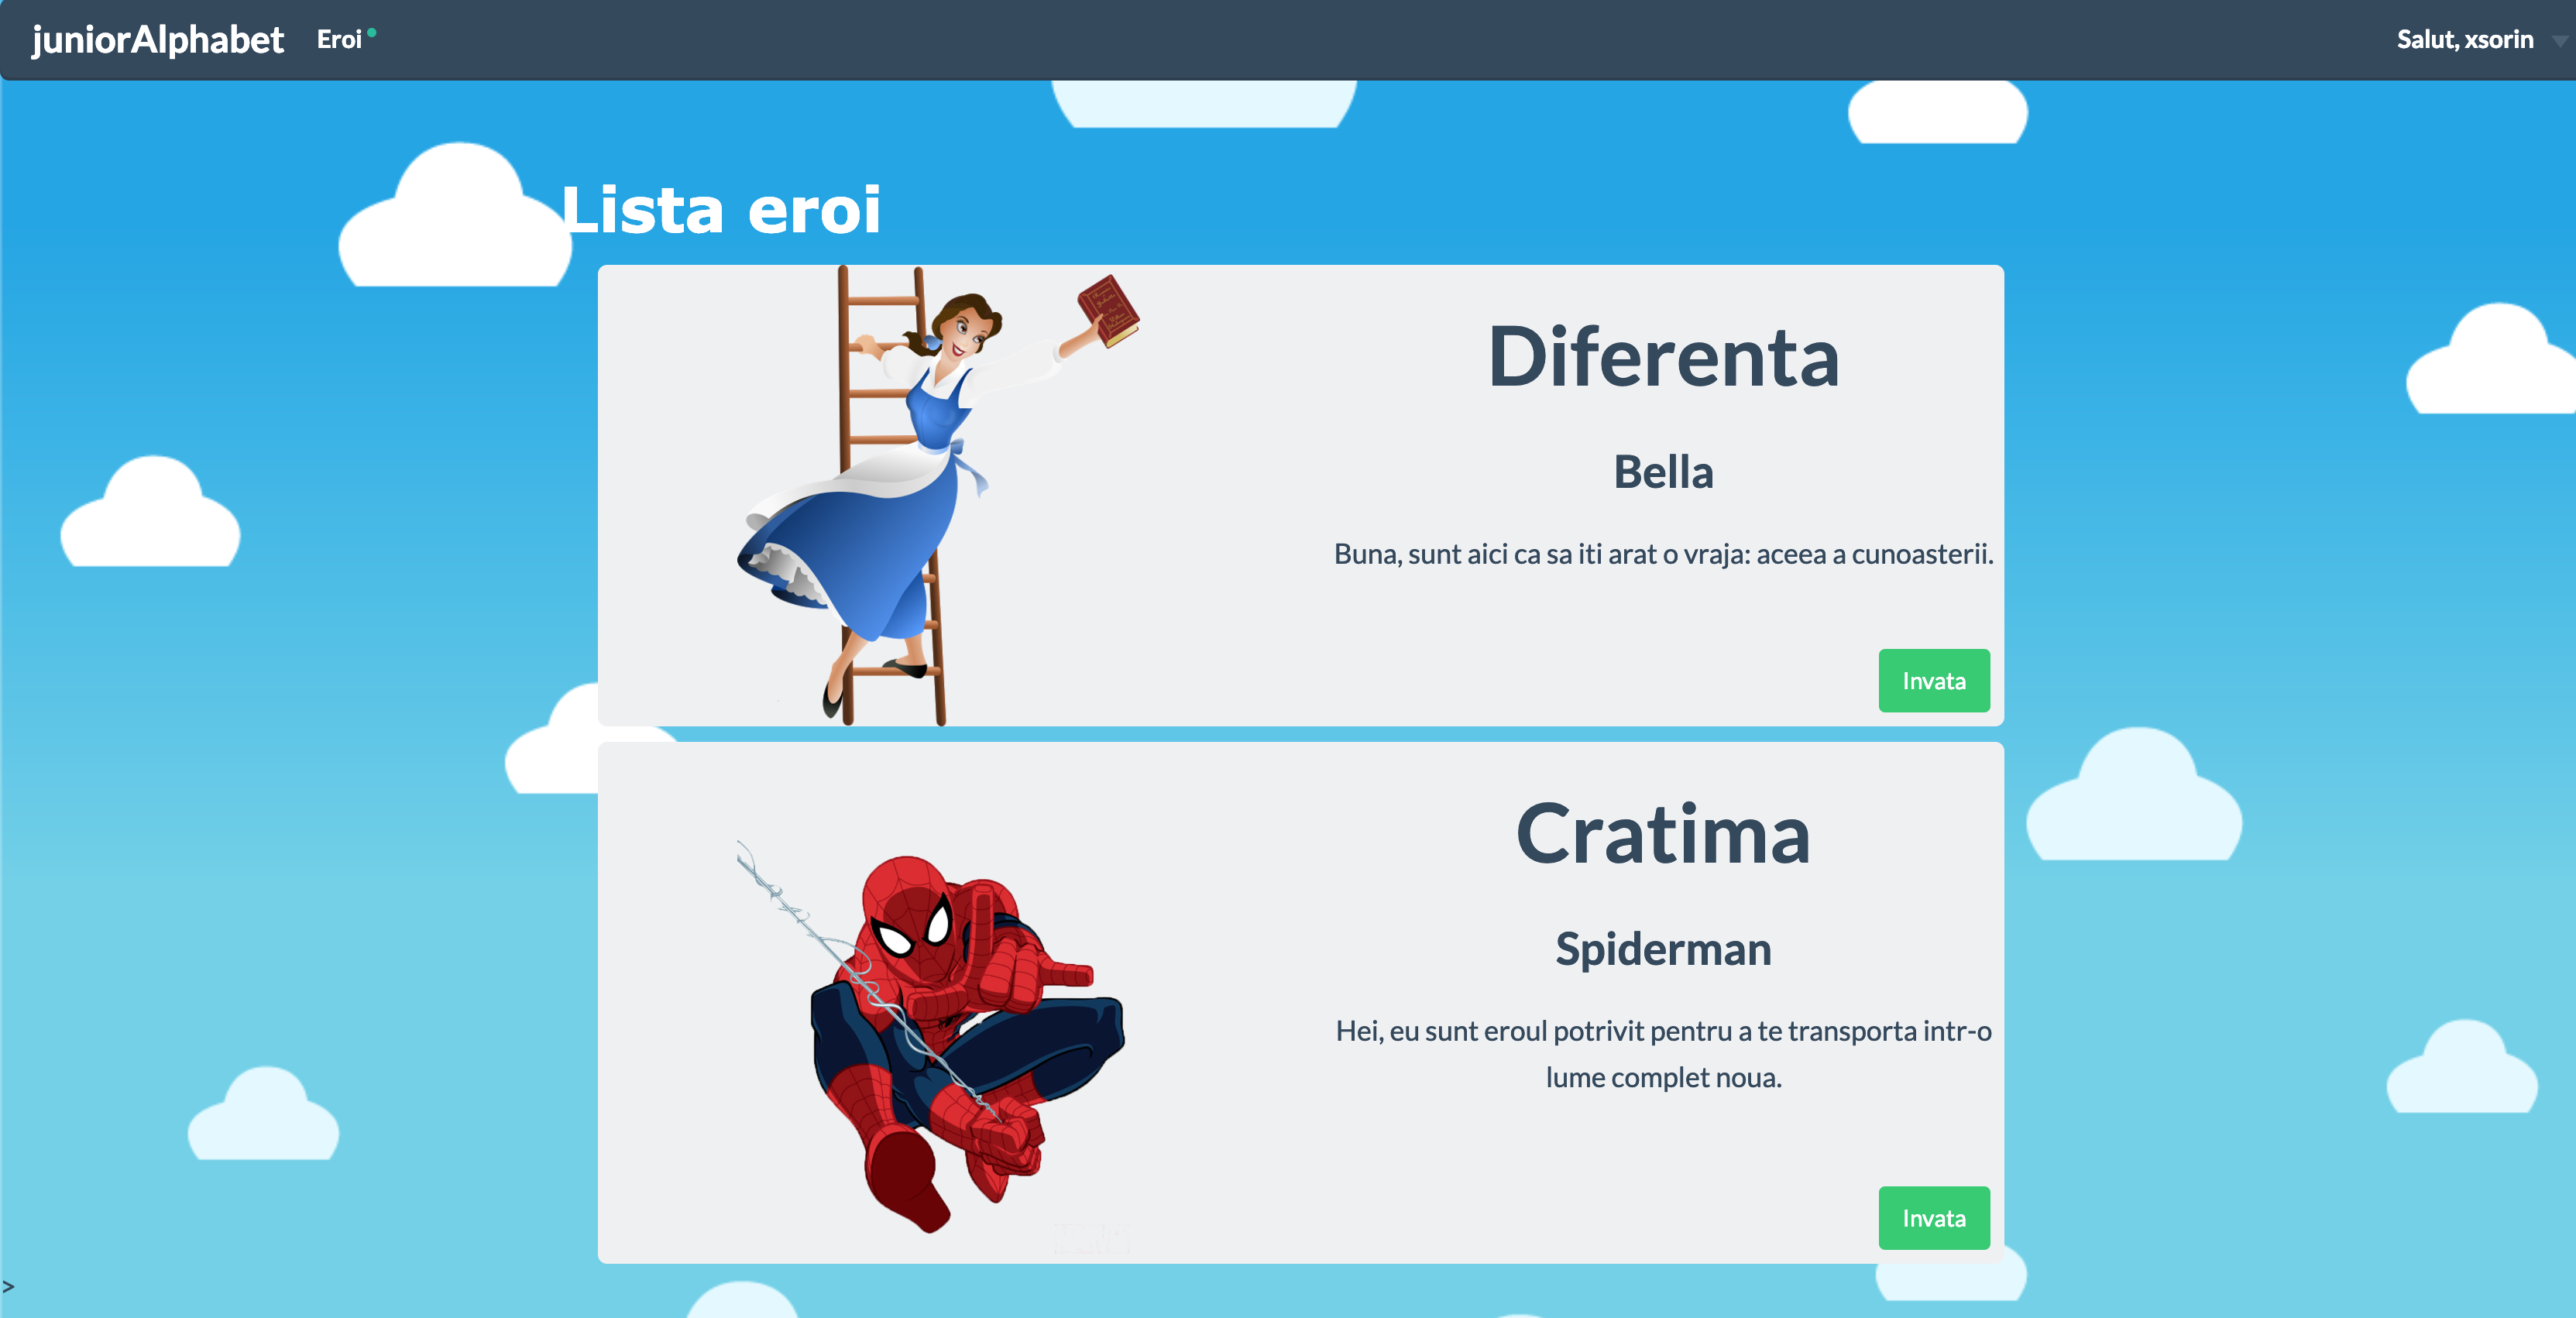 juniorAlphabet Eroi
Salut, xsorin
Lista eroi
Diferenta
Bella
Buna, sunt aici ca sa iti arat o vraja: aceea a cunoasterii.
Invata
Cratima
Spiderman
Hei, eu sunt eroul potrivit pentru a te transporta intr-o
lume complet noua.
Invata
>